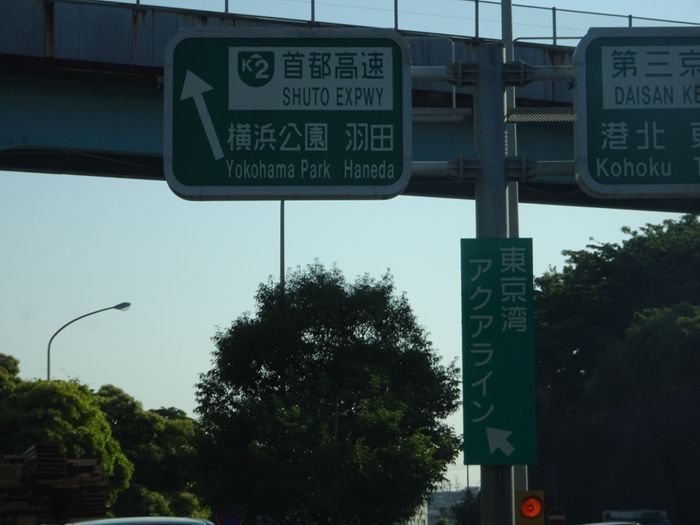 K2 首都高速
SHUTO EXPWY
横浜公園 羽田
Yokohama Park Haneda
第三京
DAISAN KE
港北
Kohoku
東京湾
アクアライン